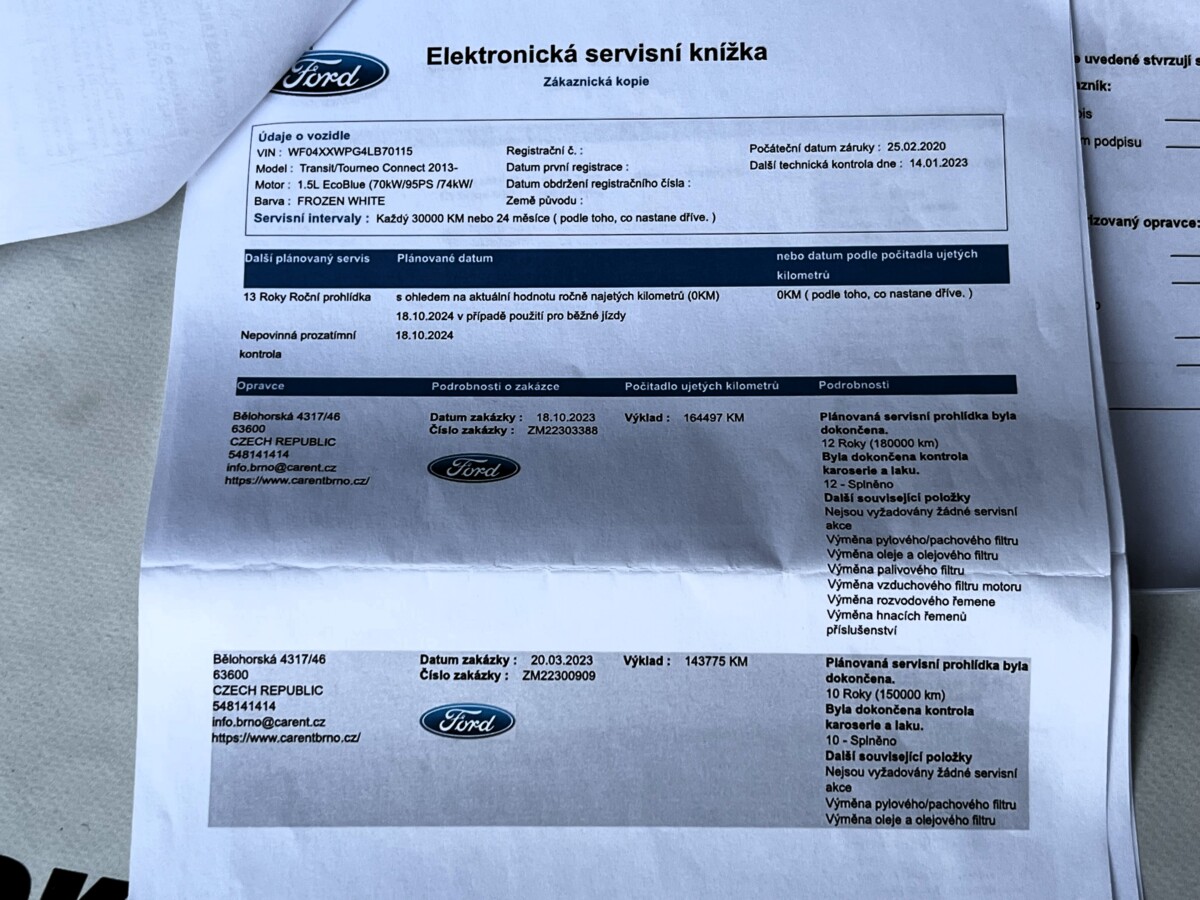 Ford
Elektronická servisní knížka
Zákaznická kopie
Údaje o vozidle
VIN : WF04XXWPG4LB70115
Registrační č. :
Počáteční datum záruky : 25.02.2020
Model : Transit/Tourneo Connect 2013-
Datum první registrace :
Další technická kontrola dne : 14.01.2023
Motor : 1.5L EcoBlue (70kW/95PS /74kW/
Datum obdržení registračního čísla :
Barva : FROZEN WHITE
Země původu :
Servisní intervaly : Každý 30000 KM nebo 24 měsíce ( podle toho, co nastane dříve. )
Další plánovaný servis
Plánované datum
nebo datum podle počitadla ujetých
kilometrů
13 Roky Roční prohlídka
s ohledem na aktuální hodnotu ročně najetých kilometrů (0KM)
0KM ( podle toho, co nastane dříve. )
18.10.2024 v případě použití pro běžné jízdy
Nepovinná prozatímní
kontrola
18.10.2024
Opravce
Podrobnosti o zakázce
Počitadlo ujetých kilometrů
Podrobnosti
Bělohorská 4317/46
63600
CZECH REPUBLIC
548141414
info.brno@carent.cz
https://www.carentbrno.cz/
Datum zakázky : 18.10.2023
Číslo zakázky : ZM22303388
Ford
Výklad : 164497 KM
Plánovaná servisní prohlídka byla
dokončena.
12 Roky (180000 km)
Byla dokončena kontrola
karoserie a laku.
12 - Splněno
Další související položky
Nejsou vyžadovány žádné servisní
akce
Výměna pylového/pachového filtru
Výměna oleje a olejového filtru
Výměna palivového filtru
Výměna vzduchového filtru motoru
Výměna rozvodového řemene
Výměna hnacích řemenů
příslušenství
Bělohorská 4317/46
63600
CZECH REPUBLIC
548141414
info.brno@carent.cz
https://www.carentbrno.cz/
Datum zakázky : 20.03.2023
Číslo zakázky : ZM22300909
Ford
Výklad : 143775 KM
Plánovaná servisní prohlídka byla
dokončena.
10 Roky (150000 km)
Byla dokončena kontrola
karoserie a laku.
10 - Splněno
Další související položky
Nejsou vyžadovány žádné servisní
akce
Výměna pylového/pachového filtru
Výměna oleje a olejového filtru
uvedené stvrzují
podpisu
opravce: